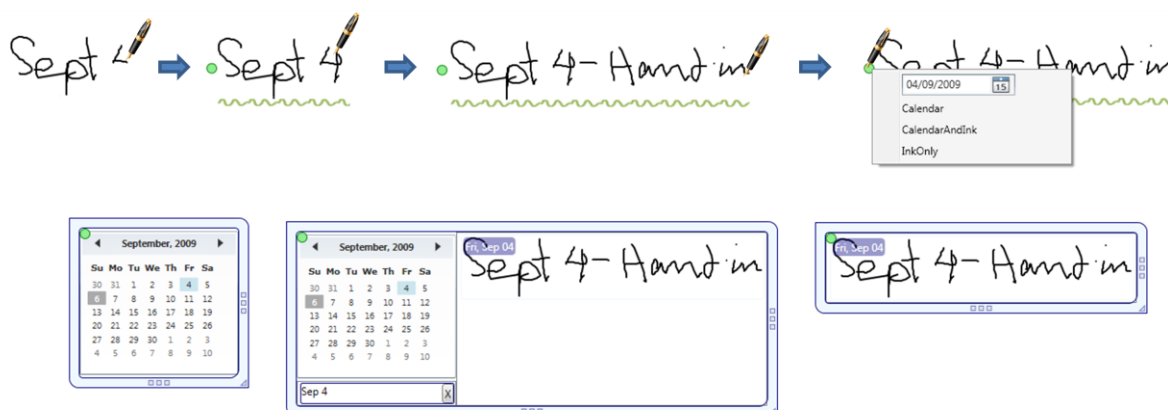 Sept 4
Sept 4
Sept 4 - Hand in
Sept 4 - Hand in
04/09/2009
15
Calendar
CalendarAndInk
InkOnly
September, 2009
Su Mo Tu We Th Fr Sa
30 31 1 2 3 4 5
6 7 8 9 10 11 12
13 14 15 16 17 18 19
20 21 22 23 24 25 26
27 28 29 30 1 2 3
4 5 6 7 8 9 10
September, 2009
Su Mo Tu We Th Fr Sa
30 31 1 2 3 4 5
6 7 8 9 10 11 12
13 14 15 16 17 18 19
20 21 22 23 24 25 26
27 28 29 30 1 2 3
4 5 6 7 8 9 10
Sep 4
X
Fri, Sep 04
Sept 4 - Hand in
Fri, Sep 04
Sept 4 - Hand in